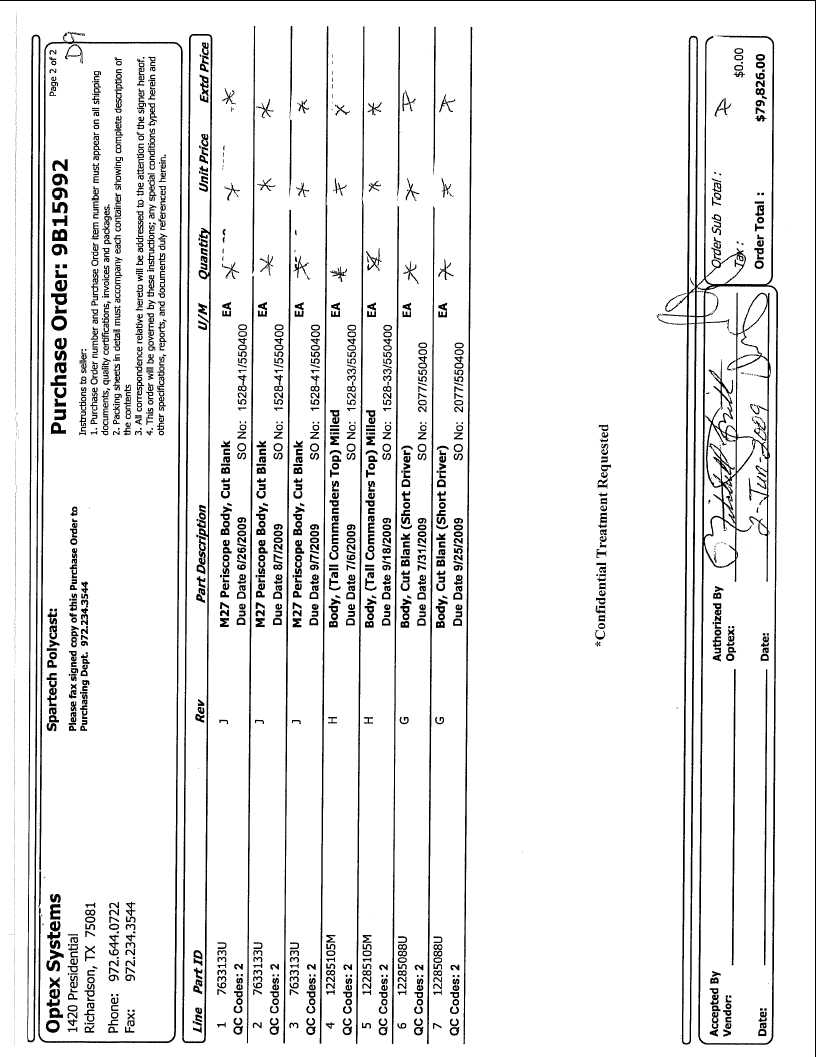 Optex Systems
1420 Presidential
Richardson, TX 75081
Phone: 972.644.0722
Fax: 972.234.3544
Spartech Polycast:
Please fax signed copy of this Purchase Order to
Purchasing Dept. 972.234.3544
Purchase Order: 9B15992
Page 2 of 2
D9
Instructions to seller:
1. Purchase Order number and Purchase Order item number must appear on all shipping
documents, quality certifications, invoices and packages.
2. Packing sheets in detail must accompany each container showing complete description of
the contents
3. All correspondence relative hereto will be addressed to the attention of the signer hereof.
4. This order will be governed by these instructions; any special conditions typed herein and
other specifications, reports, and documents duly referenced herein.
Line Part ID Rev Part Description U/M Quantity Unit Price Extd Price
1 7633133U J M27 Periscope Body, Cut Blank EA * * *
QC Codes: 2 Due Date 6/26/2009 SO No: 1528-41/550400
2 7633133U J M27 Periscope Body, Cut Blank EA * * *
QC Codes: 2 Due Date 8/7/2009 SO No: 1528-41/550400
3 7633133U J M27 Periscope Body, Cut Blank EA * * *
QC Codes: 2 Due Date 9/7/2009 SO No: 1528-41/550400
4 12285105M H Body, (Tall Commanders Top) Milled EA * * *
QC Codes: 2 Due Date 7/6/2009 SO No: 1528-33/550400
5 12285105M H Body, (Tall Commanders Top) Milled EA * * *
QC Codes: 2 Due Date 9/18/2009 SO No: 1528-33/550400
6 12285088U G Body, Cut Blank (Short Driver) EA * * *
QC Codes: 2 Due Date 7/31/2009 SO No: 2077/550400
7 12285088U G Body, Cut Blank (Short Driver) EA * * *
QC Codes: 2 Due Date 9/25/2009 SO No: 2077/550400
*Confidential Treatment Requested
Accepted By
Vendor:
Date:
Authorized By
Optex:
Date: 2-Jun-2009
Order Sub Total : *
Tax : $0.00
Order Total : $79,826.00